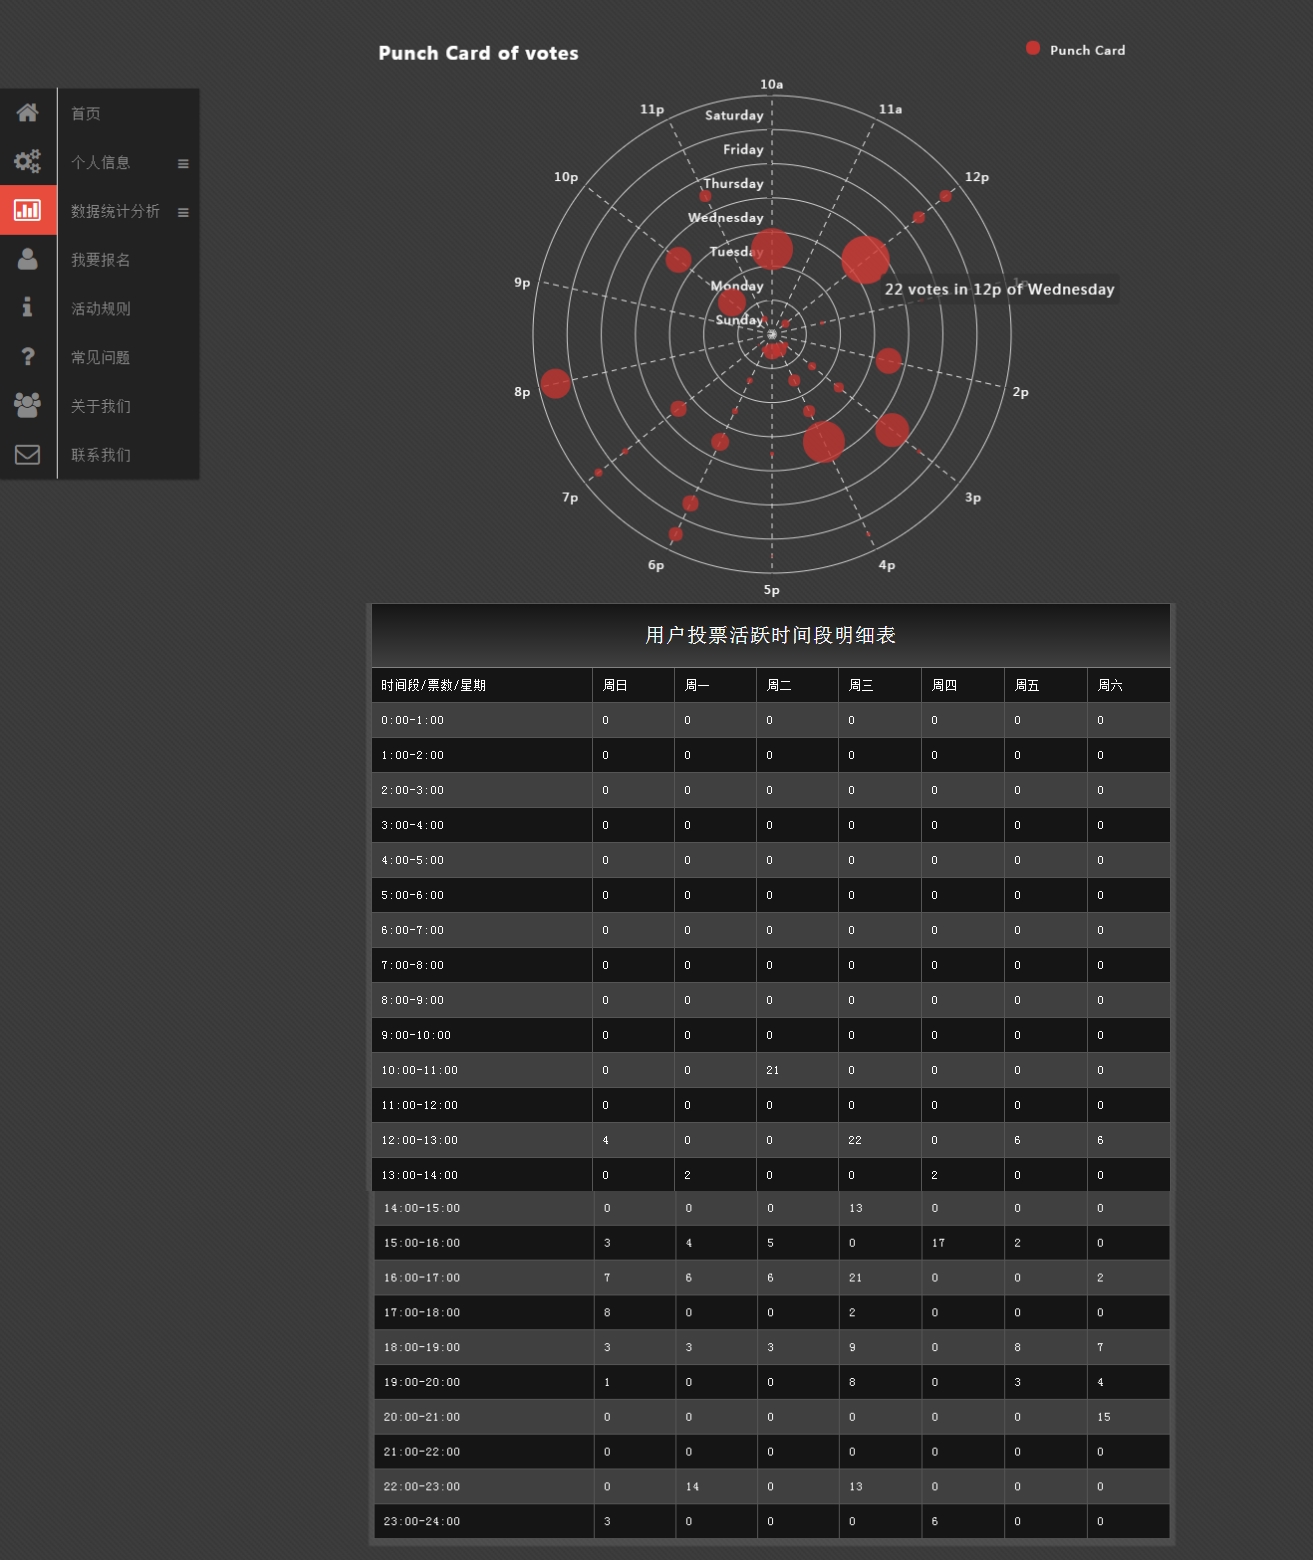 Punch Card of votes
Punch Card
首页
个人信息
数据统计分析
我要报名
活动规则
常见问题
关于我们
联系我们
10a
11a
12p
2p
3p
4p
5p
6p
7p
8p
9p
10p
11p
Saturday
Friday
Thursday
Wednesday
Tuesday
Monday
Sunday
22 votes in 12p of Wednesday
用户投票活跃时间段明细表
时间段/票数/星期 周日 周一 周二 周三 周四 周五 周六
0:00-1:00 0 0 0 0 0 0 0
1:00-2:00 0 0 0 0 0 0 0
2:00-3:00 0 0 0 0 0 0 0
3:00-4:00 0 0 0 0 0 0 0
4:00-5:00 0 0 0 0 0 0 0
5:00-6:00 0 0 0 0 0 0 0
6:00-7:00 0 0 0 0 0 0 0
7:00-8:00 0 0 0 0 0 0 0
8:00-9:00 0 0 0 0 0 0 0
9:00-10:00 0 0 0 0 0 0 0
10:00-11:00 0 0 21 0 0 0 0
11:00-12:00 0 0 0 0 0 0 0
12:00-13:00 4 0 0 22 0 6 6
13:00-14:00 0 2 0 0 2 0 0
14:00-15:00 0 0 0 13 0 0 0
15:00-16:00 3 4 5 0 17 2 0
16:00-17:00 7 6 6 21 0 0 2
17:00-18:00 8 0 0 2 0 0 0
18:00-19:00 3 3 3 9 0 8 7
19:00-20:00 1 0 0 8 0 3 4
20:00-21:00 0 0 0 0 0 0 15
21:00-22:00 0 0 0 0 0 0 0
22:00-23:00 0 14 0 13 0 0 0
23:00-24:00 3 0 0 0 6 0 0